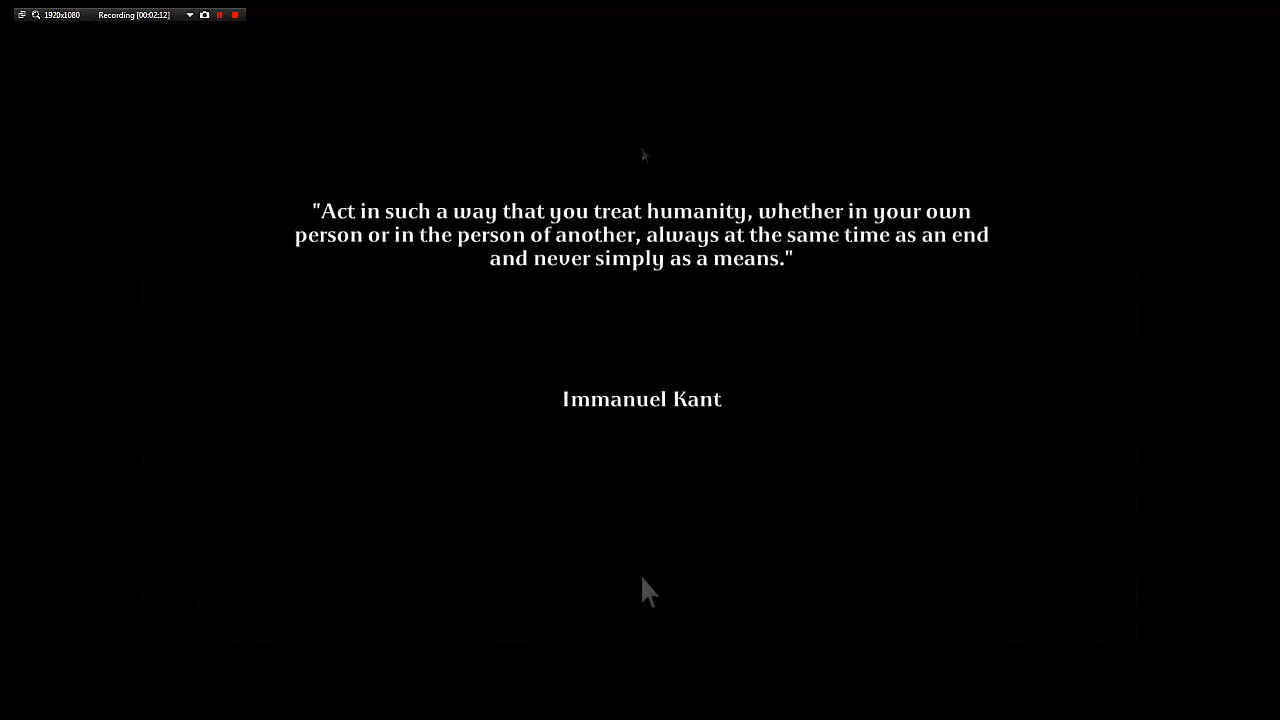 1920x1080 Recording [00:02:12]
"Act in such a way that you treat humanity, whether in your own
person or in the person of another, always at the same time as an end
and never simply as a means."
Immanuel Kant